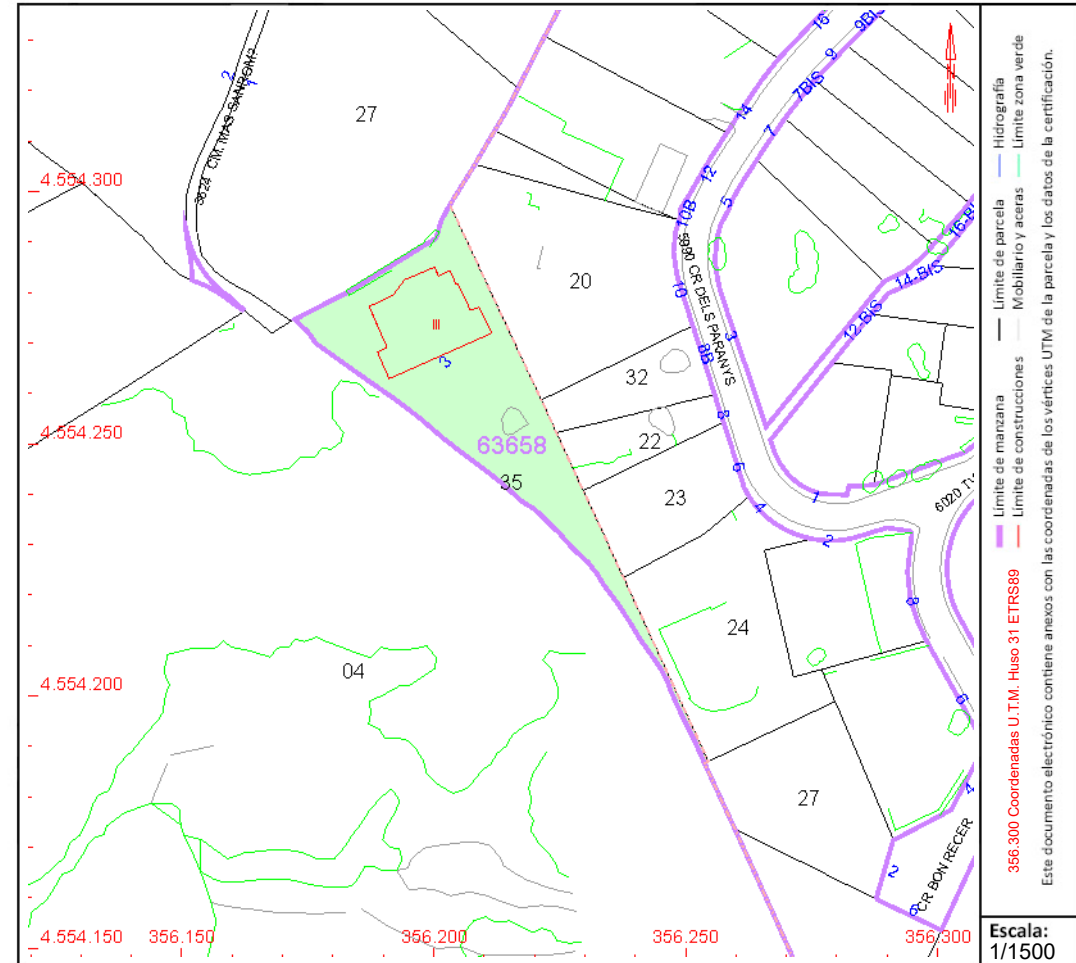 15
9BIS
9
7BIS
14
7
12
5
10B
2
1
3624 CM. MAS SANROM?
27
N
4.554.300
5990 CR DELS PARANYS
20
10
16-B
14-BIS
12-BIS
III
3
3
8B
32
8
22
4.554.250
63658
35
6
23
4
1
2
6020 TV
8
24
04
6
4.554.200
27
4
2
CR BON RECER
6
4.554.150
356.150
356.200
356.250
356.300
Límite de manzana
Límite de parcela
Hidrografía
Límite de construcciones
Mobiliario y aceras
Límite zona verde
356.300 Coordenadas U.T.M. Huso 31 ETRS89
Este documento electrónico contiene anexos con las coordenadas de los vértices UTM de la parcela y los datos de la certificación.
Escala:
1/1500